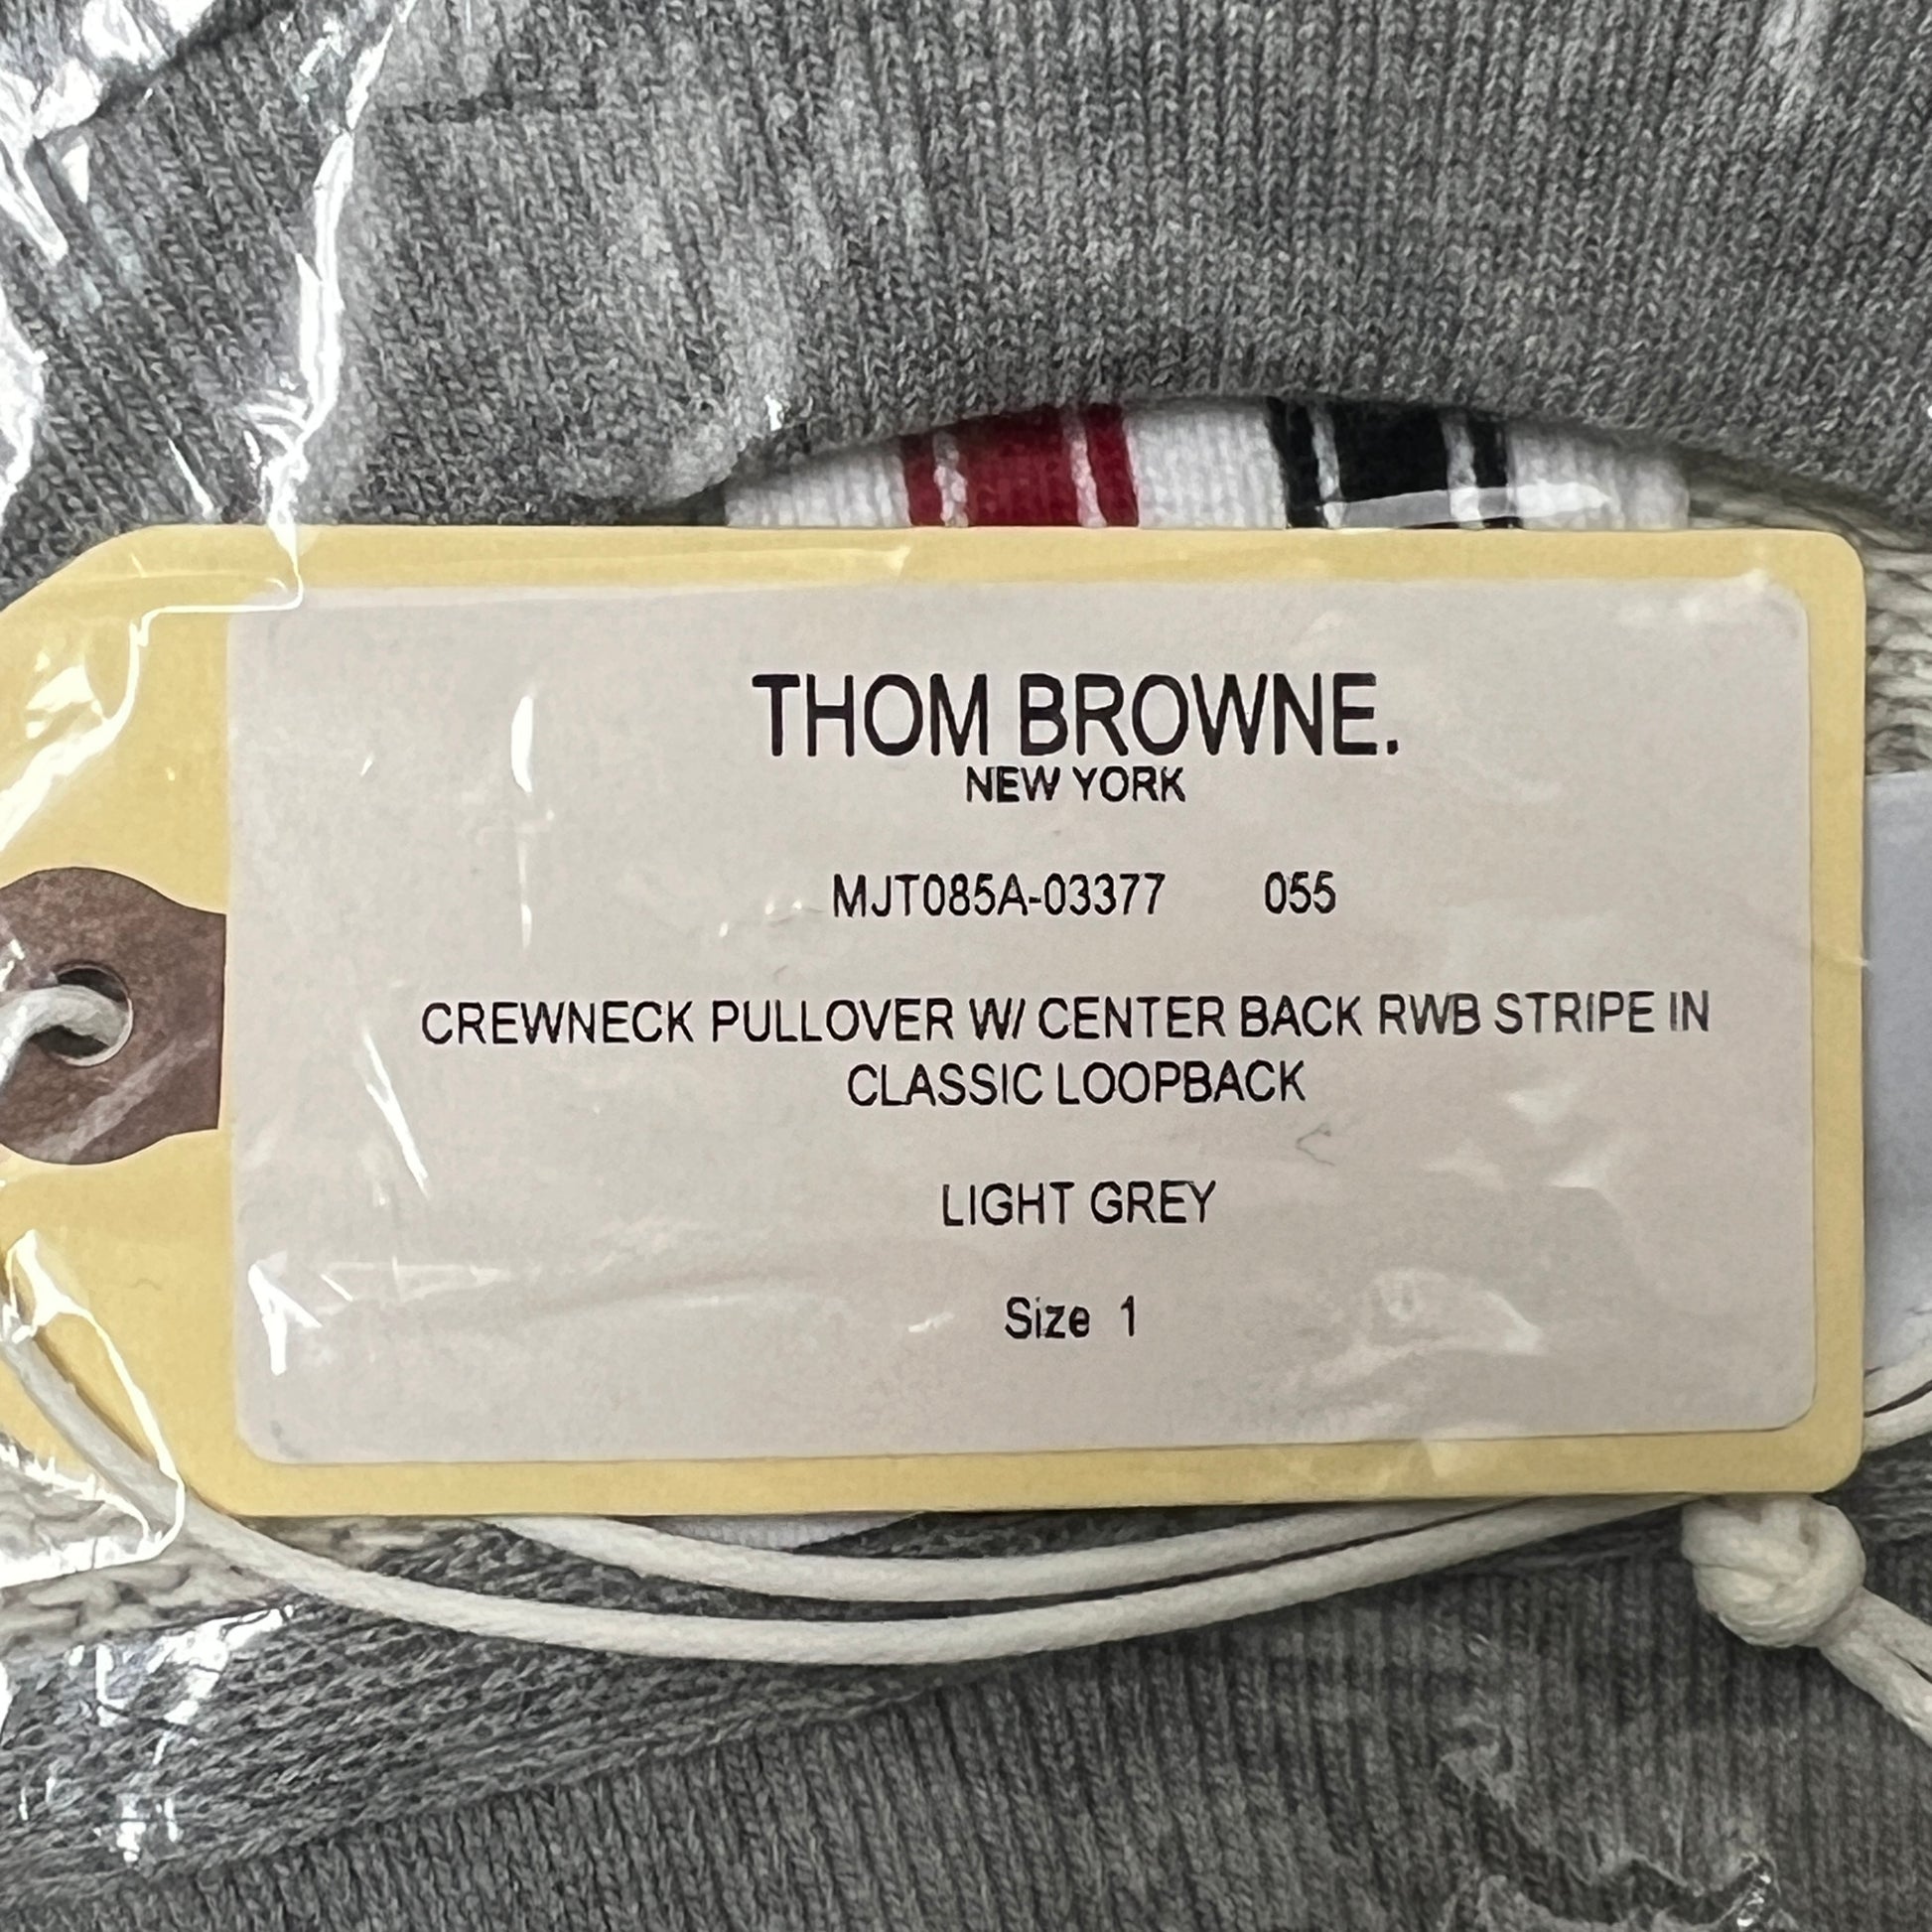 THOM BROWNE.
NEW YORK
MJT085A-03377 055
CREWNECK PULLOVER W/ CENTER BACK RWB STRIPE IN
CLASSIC LOOPBACK
LIGHT GREY
Size 1